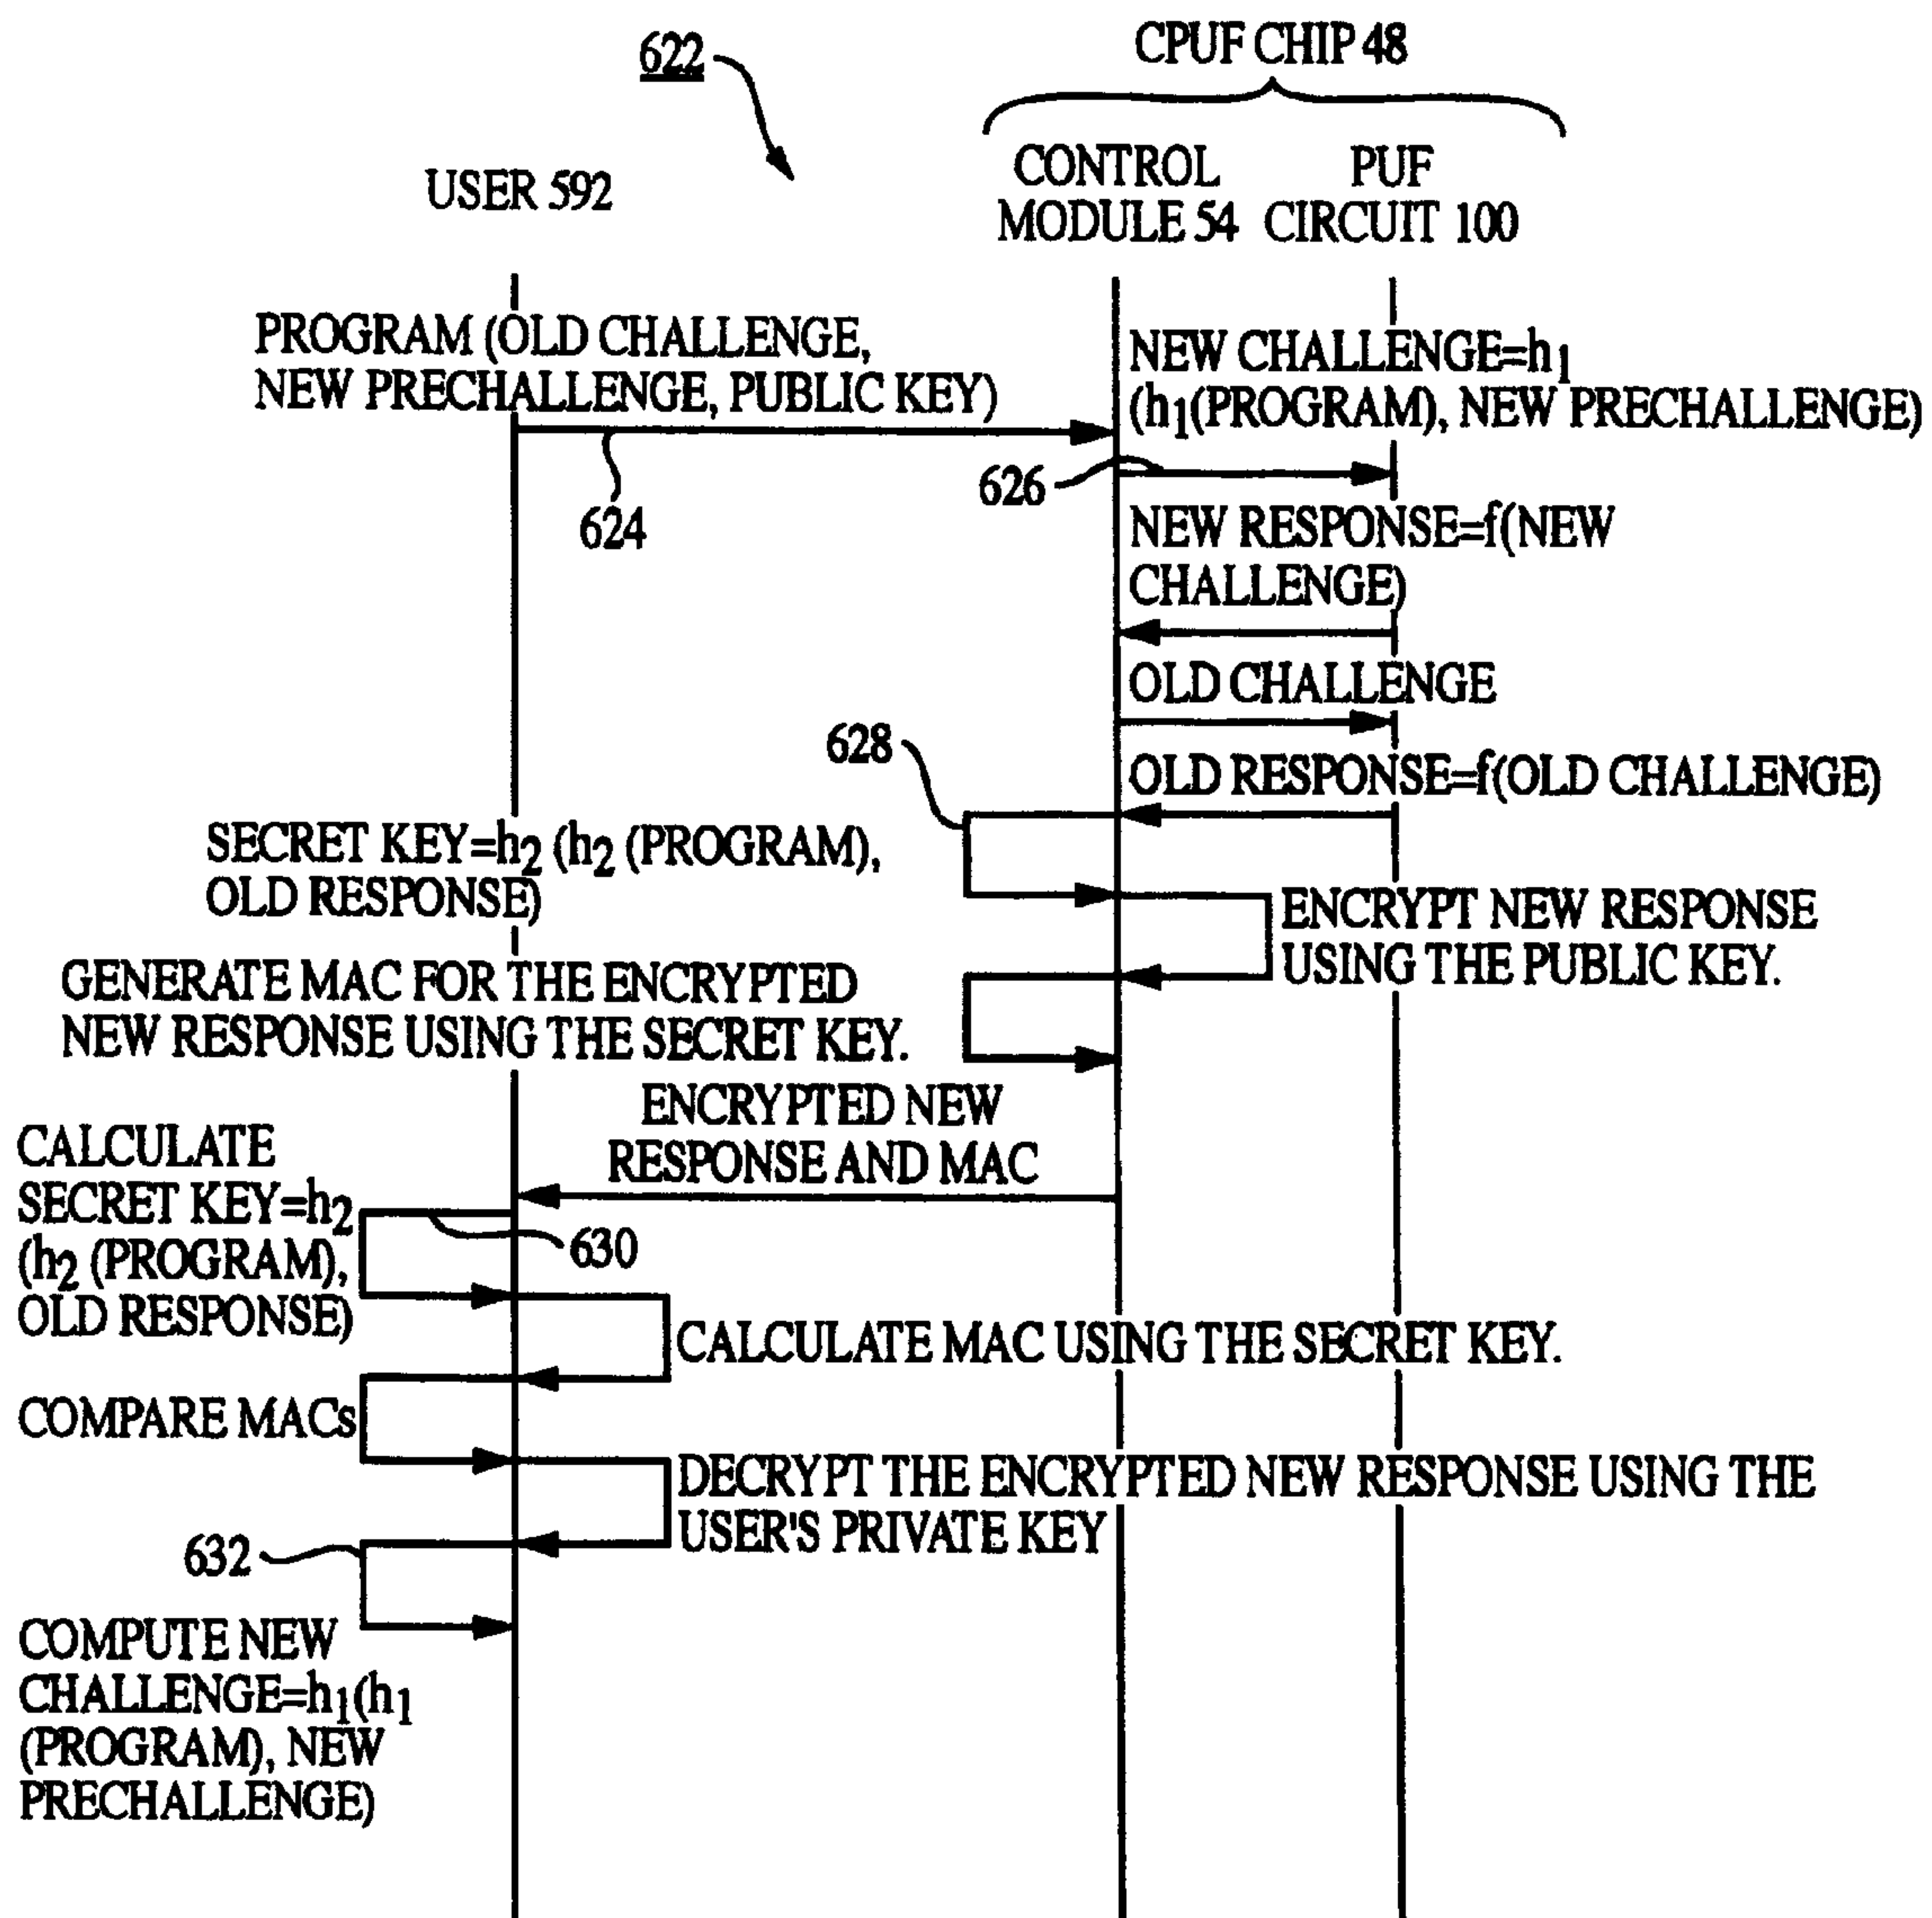 622
CPUF CHIP 48
USER 592
CONTROL
MODULE 54
PUF
CIRCUIT 100
PROGRAM (OLD CHALLENGE,
NEW PRECHALLENGE, PUBLIC KEY)
624
NEW CHALLENGE=h1
(h1(PROGRAM), NEW PRECHALLENGE)
626
NEW RESPONSE=f(NEW
CHALLENGE)
OLD CHALLENGE
628
OLD RESPONSE=f(OLD CHALLENGE)
SECRET KEY=h2 (h2 (PROGRAM),
OLD RESPONSE)
ENCRYPT NEW RESPONSE
USING THE PUBLIC KEY.
GENERATE MAC FOR THE ENCRYPTED
NEW RESPONSE USING THE SECRET KEY.
ENCRYPTED NEW
RESPONSE AND MAC
CALCULATE
SECRET KEY=h2
(h2 (PROGRAM),
OLD RESPONSE)
630
CALCULATE MAC USING THE SECRET KEY.
COMPARE MACs
DECRYPT THE ENCRYPTED NEW RESPONSE USING THE
USER'S PRIVATE KEY
632
COMPUTE NEW
CHALLENGE=h1(h1
(PROGRAM), NEW
PRECHALLENGE)